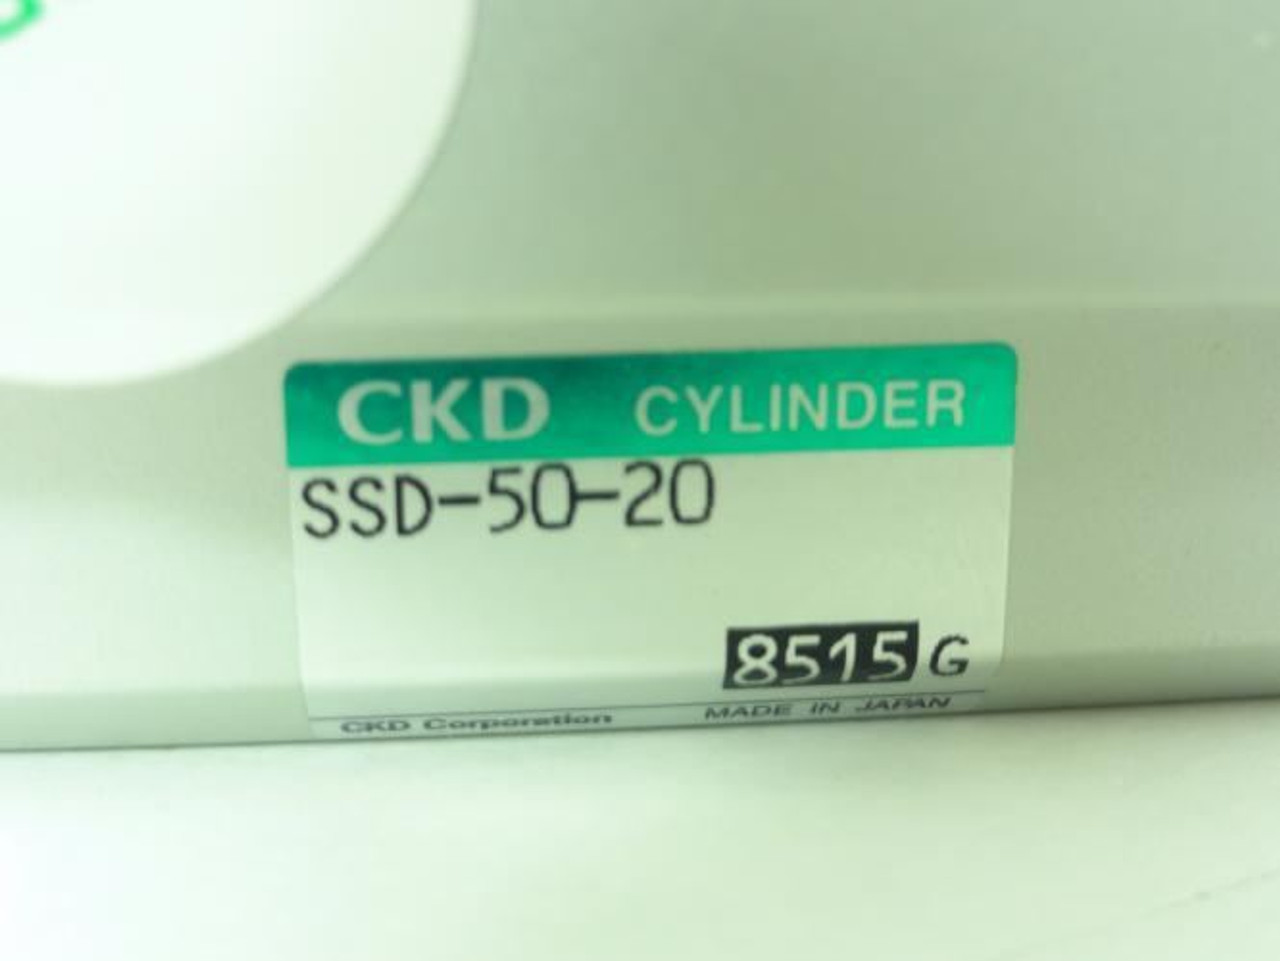 CKD CYLINDER
SSD-50-20
8515 G
CKD Corporation MADE IN JAPAN